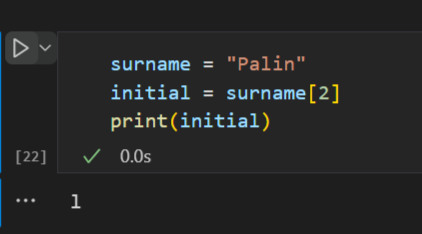 surname = "Palin"
initial = surname[2]
print(initial)
[22] ✓ 0.0s
... l